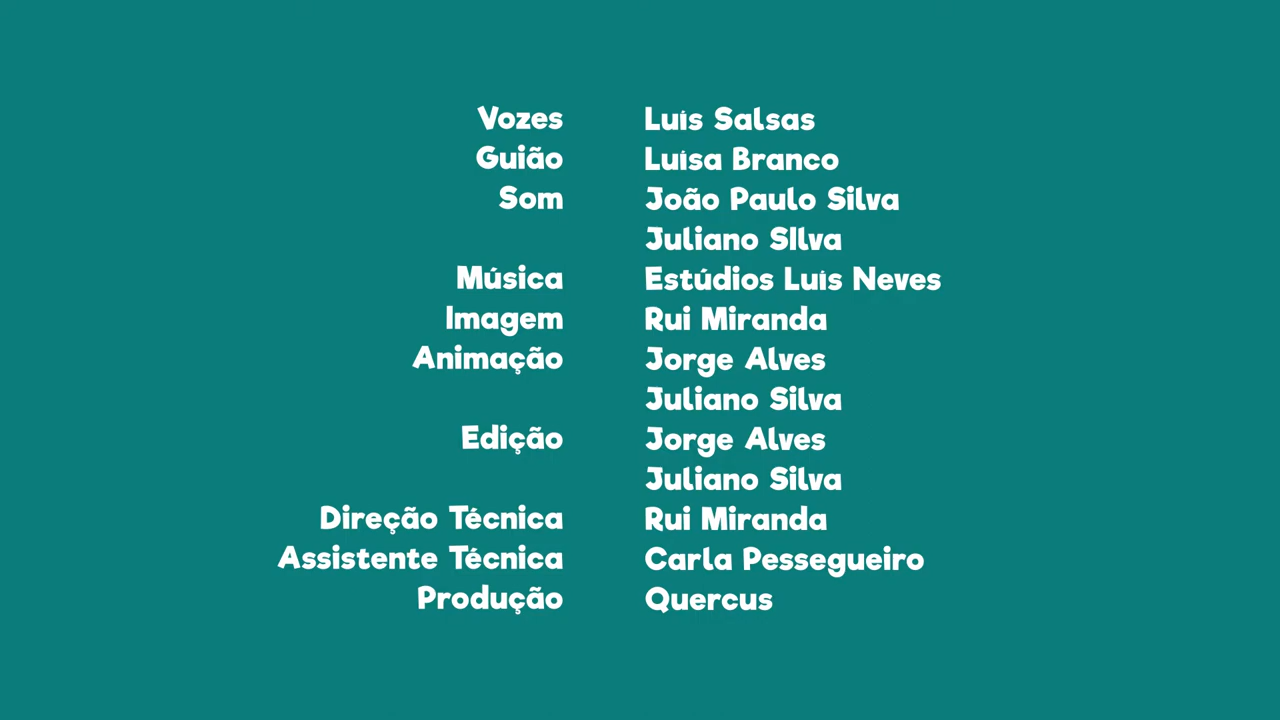 Vozes Luís Salsas
Guião Luísa Branco
Som João Paulo Silva
Juliano SIlva
Música Estúdios Luís Neves
Imagem Rui Miranda
Animação Jorge Alves
Juliano Silva
Edição Jorge Alves
Juliano Silva
Direção Técnica Rui Miranda
Assistente Técnica Carla Pessegueiro
Produção Quercus